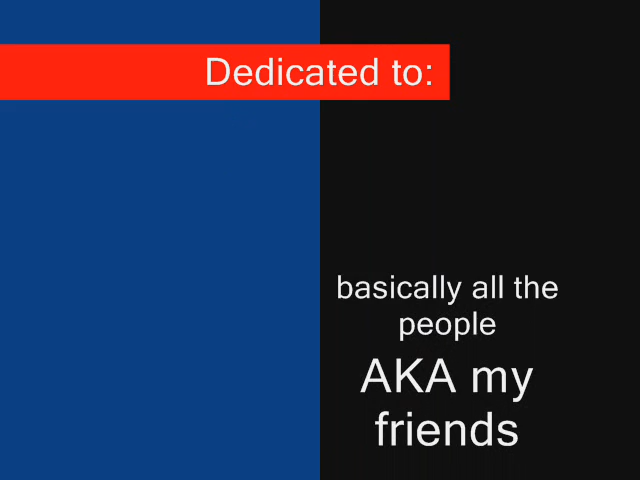 Dedicated to:
basically all the
people
AKA my
friends